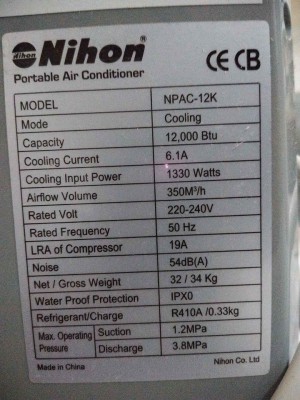 nihon Nihon®
CE CB
Portable Air Conditioner
MODEL NPAC-12K
Mode Cooling
Capacity 12,000 Btu
Cooling Current 6.1A
Cooling Input Power 1330 Watts
Airflow Volume 350M³/h
Rated Volt 220-240V
Rated Frequency 50 Hz
LRA of Compressor 19A
Noise 54dB(A)
Net / Gross Weight 32 / 34 Kg
Water Proof Protection IPX0
Refrigerant/Charge R410A /0.33kg
Max. Operating Pressure Suction 1.2MPa
Discharge 3.8MPa
Made in China Nihon Co. Ltd